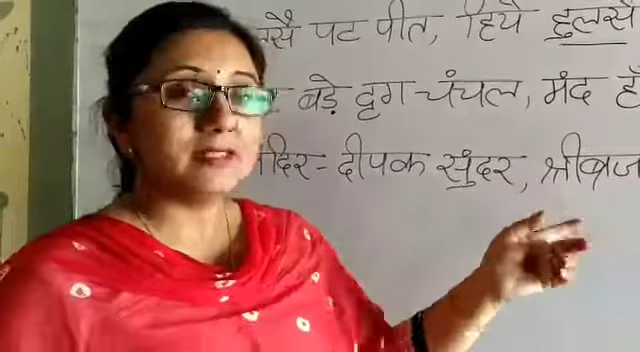 पट पीत, हिये हुलसै
बड़े दृग चंचल, मंद हँ
दीपक सुंदर, श्रीब्रज